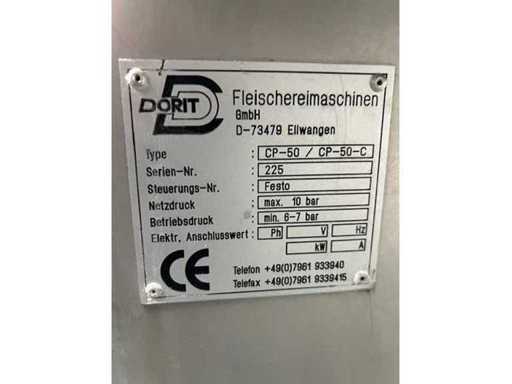 DORIT
Fleischereimaschinen
GmbH
D-73479 Ellwangen
Type : CP-50 / CP-50-C
Serien-Nr. : 225
Steuerungs-Nr. : Festo
Netzdruck : max. 10 bar
Betriebsdruck : min. 6-7 bar
Elektr. Anschlusswert : Ph V Hz
kW A
CE
Telefon +49(0)7961 933940
Telefax +49(0)7961 9339415